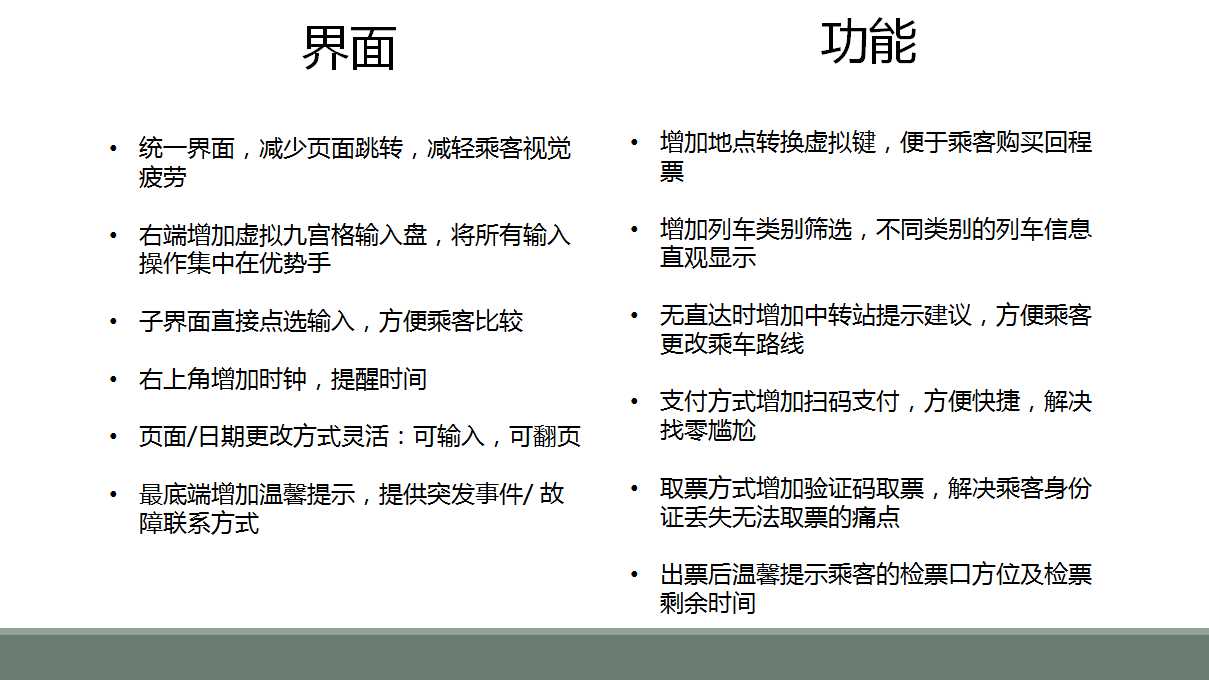 界面
• 统一界面，减少页面跳转，减轻乘客视觉
疲劳
• 右端增加虚拟九宫格输入盘，将所有输入
操作集中在优势手
• 子界面直接点选输入，方便乘客比较
• 右上角增加时钟，提醒时间
• 页面/日期更改方式灵活：可输入，可翻页
• 最底端增加温馨提示，提供突发事件/ 故
障联系方式
功能
• 增加地点转换虚拟键，便于乘客购买回程
票
• 增加列车类别筛选，不同类别的列车信息
直观显示
• 无直达时增加中转站提示建议，方便乘客
更改乘车路线
• 支付方式增加扫码支付，方便快捷，解决
找零尴尬
• 取票方式增加验证码取票，解决乘客身份
证丢失无法取票的痛点
• 出票后温馨提示乘客的检票口方位及检票
剩余时间